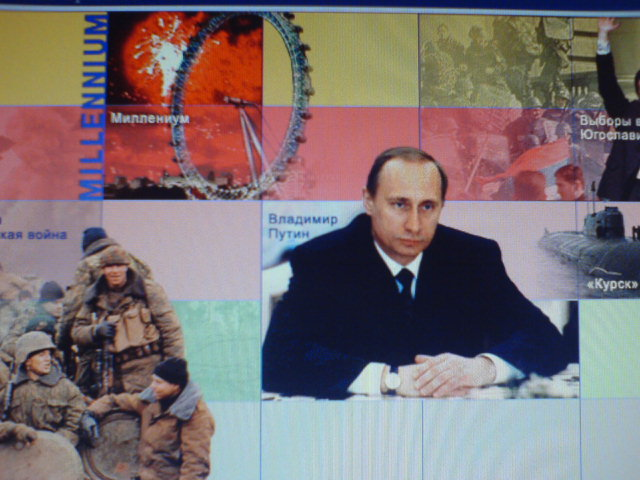 MILLENNIUM
Миллениум
Выборы в
Югослави
Владимир
Путин
кая война
«Курск»